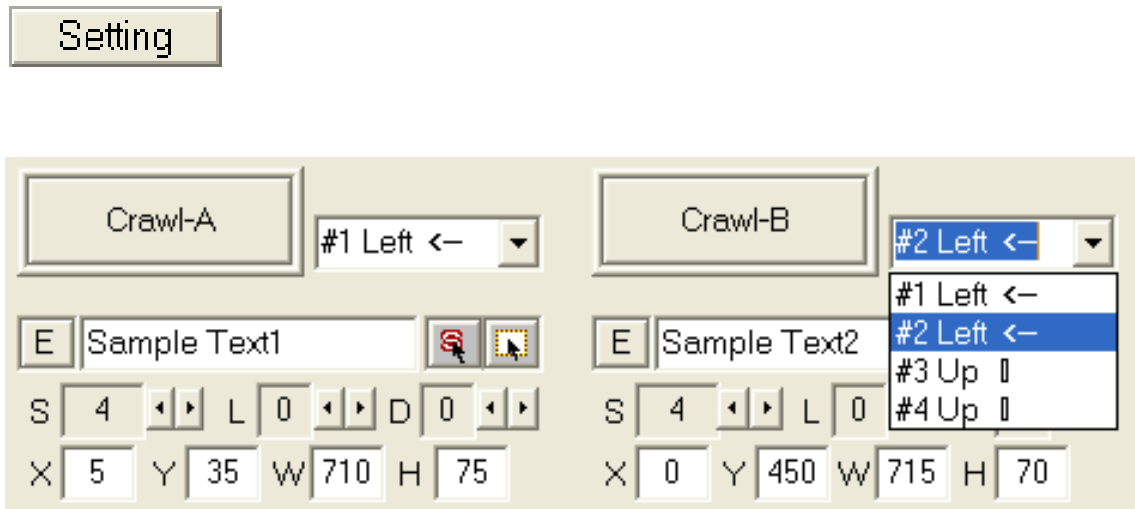 Setting
Crawl-A
#1 Left <–
Crawl-B
#2 Left <–
#1 Left <–
#2 Left <–
#3 Up ▯
#4 Up ▯
E Sample Text1
E Sample Text2
S 4 L 0 D 0
S 4 L 0
X 5 Y 35 W 710 H 75
X 0 Y 450 W 715 H 70